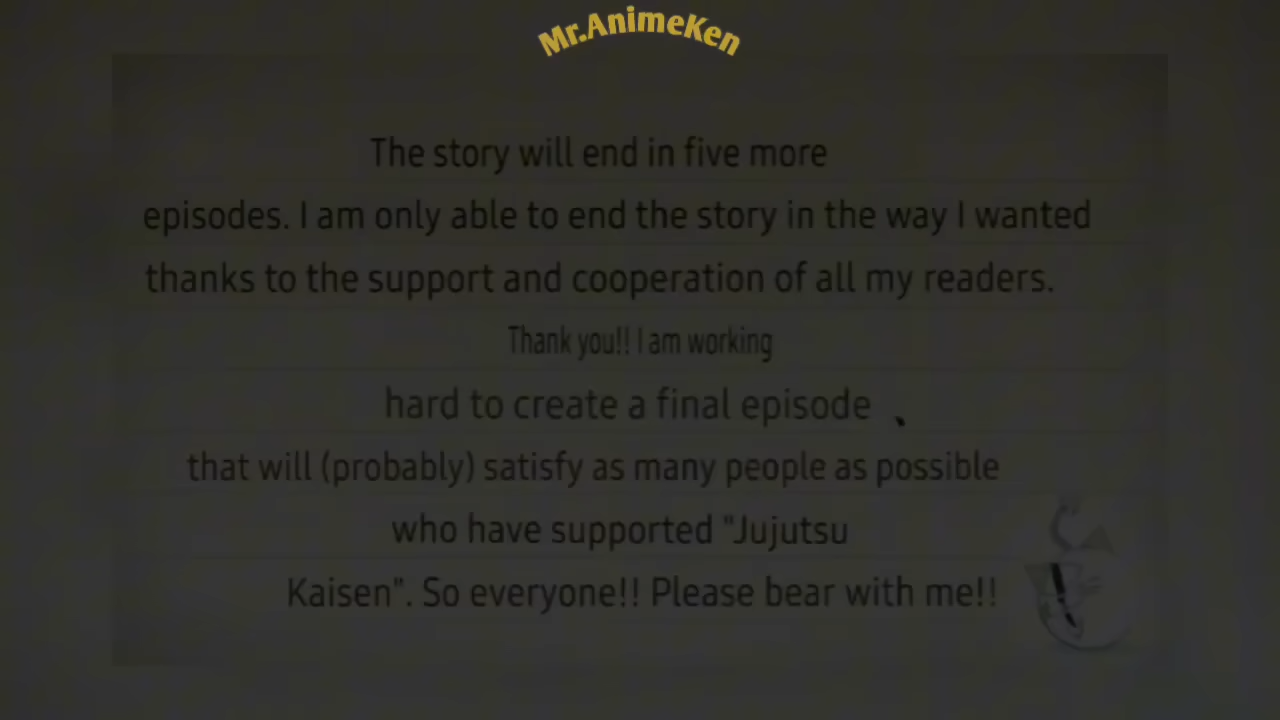 Mr.AnimeKen
The story will end in five more
episodes. I am only able to end the story in the way I wanted
thanks to the support and cooperation of all my readers.
Thank you!! I am working
hard to create a final episode
that will (probably) satisfy as many people as possible
who have supported "Jujutsu
Kaisen". So everyone!! Please bear with me!!